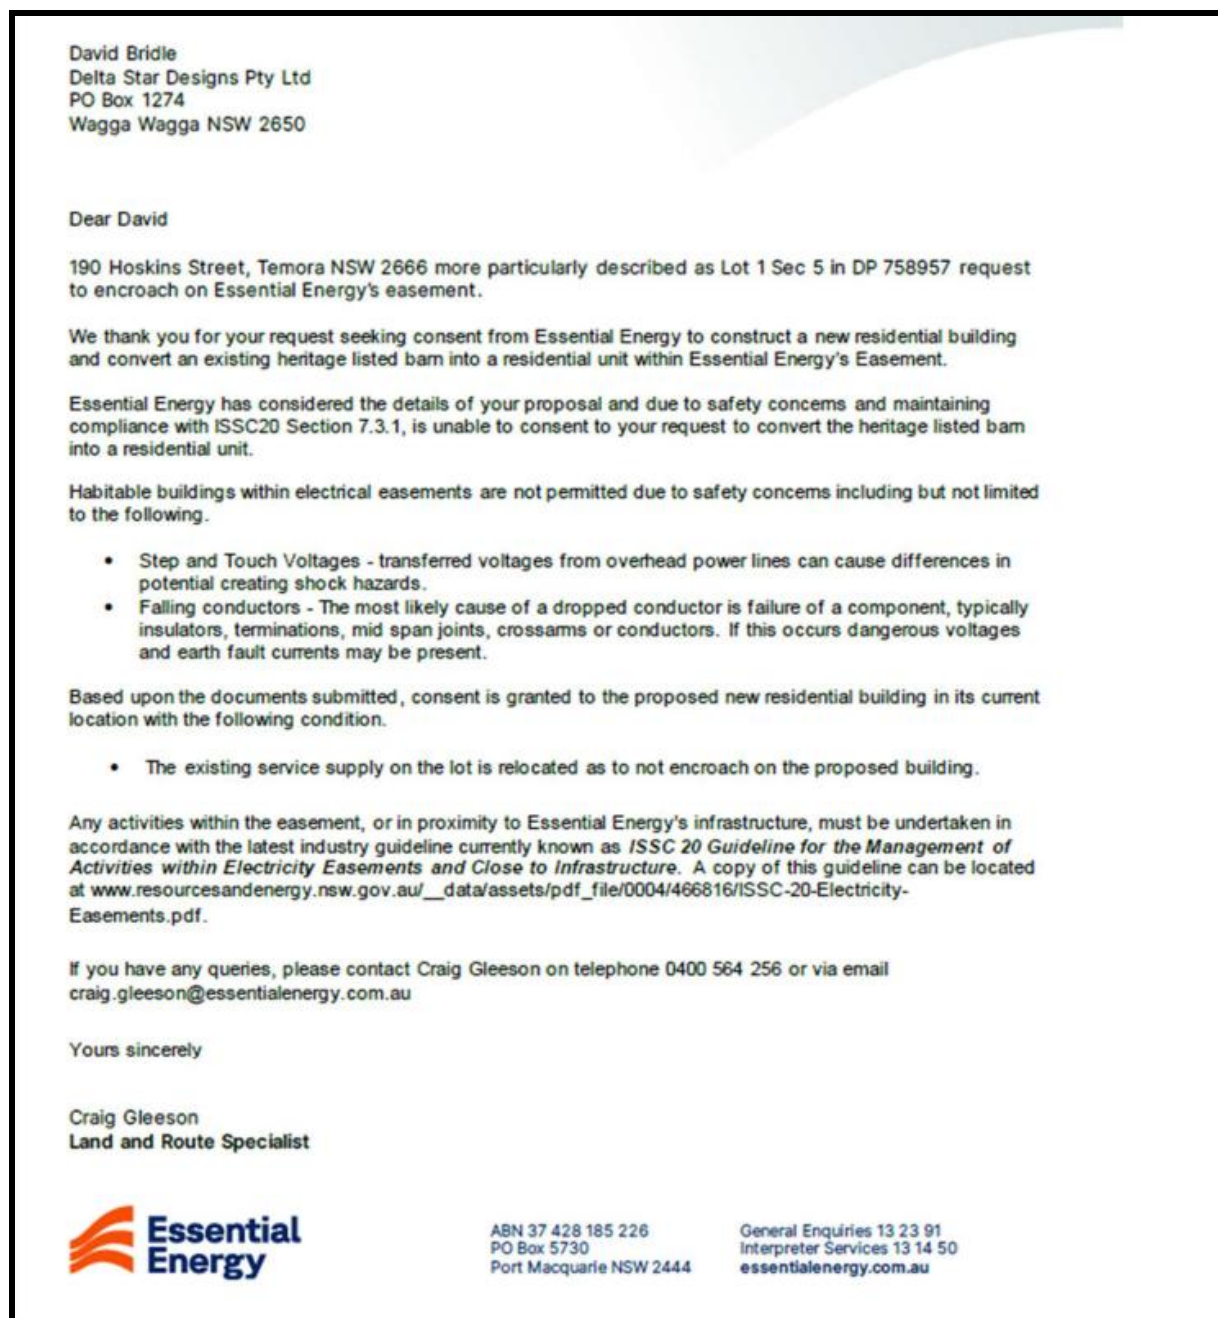 David Bridle
Delta Star Designs Pty Ltd
PO Box 1274
Wagga Wagga NSW 2650
Dear David
190 Hoskins Street, Temora NSW 2666 more particularly described as Lot 1 Sec 5 in DP 758957 request
to encroach on Essential Energy's easement.
We thank you for your request seeking consent from Essential Energy to construct a new residential building
and convert an existing heritage listed barn into a residential unit within Essential Energy's Easement.
Essential Energy has considered the details of your proposal and due to safety concerns and maintaining
compliance with ISSC20 Section 7.3.1, is unable to consent to your request to convert the heritage listed barn
into a residential unit.
Habitable buildings within electrical easements are not permitted due to safety concerns including but not limited
to the following.
• Step and Touch Voltages - transferred voltages from overhead power lines can cause differences in
potential creating shock hazards.
• Falling conductors - The most likely cause of a dropped conductor is failure of a component, typically
insulators, terminations, mid span joints, crossarms or conductors. If this occurs dangerous voltages
and earth fault currents may be present.
Based upon the documents submitted, consent is granted to the proposed new residential building in its current
location with the following condition.
• The existing service supply on the lot is relocated as to not encroach on the proposed building.
Any activities within the easement, or in proximity to Essential Energy's infrastructure, must be undertaken in
accordance with the latest industry guideline currently known as ISSC 20 Guideline for the Management of
Activities within Electricity Easements and Close to Infrastructure. A copy of this guideline can be located
at www.resourcesandenergy.nsw.gov.au/__data/assets/pdf_file/0004/466816/ISSC-20-Electricity-
Easements.pdf.
If you have any queries, please contact Craig Gleeson on telephone 0400 564 256 or via email
craig.gleeson@essentialenergy.com.au
Yours sincerely
Craig Gleeson
Land and Route Specialist
Essential
Energy
ABN 37 428 185 226
PO Box 5730
Port Macquarie NSW 2444
General Enquiries 13 23 91
Interpreter Services 13 14 50
essentialenergy.com.au